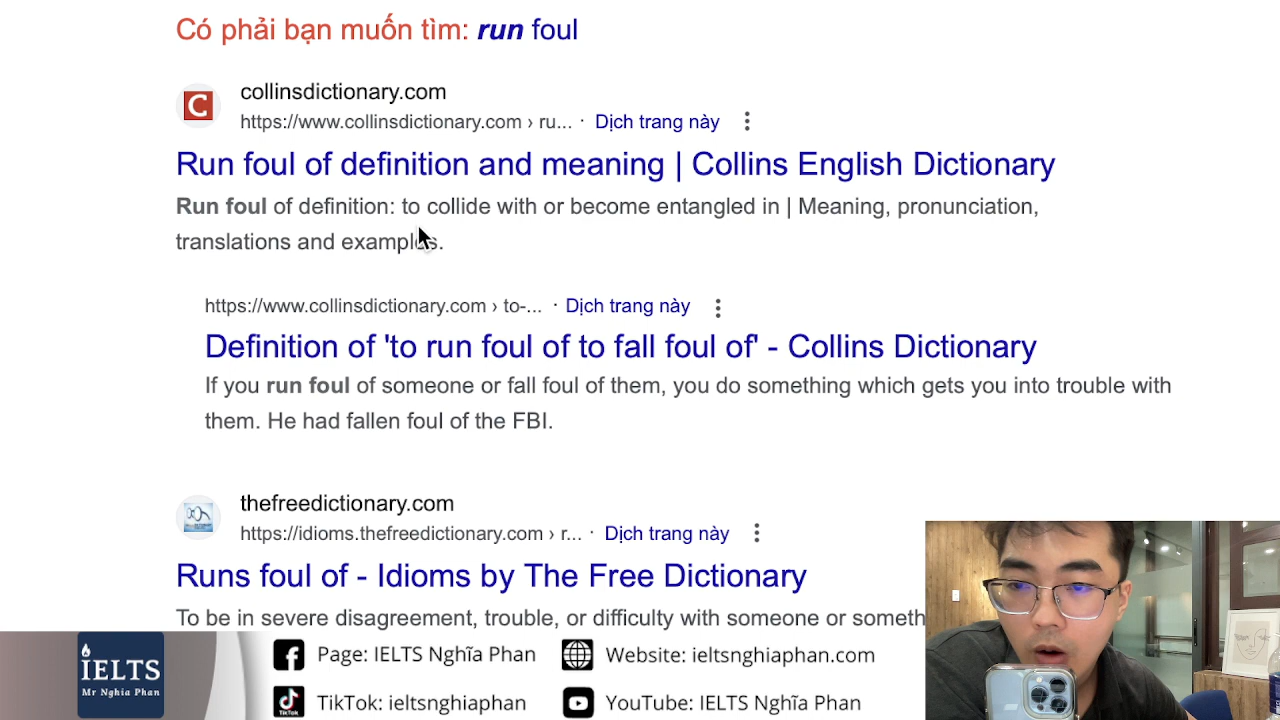 Có phải bạn muốn tìm: run foul
collinsdictionary.com
https://www.collinsdictionary.com › ru... · Dịch trang này
Run foul of definition and meaning | Collins English Dictionary
Run foul of definition: to collide with or become entangled in | Meaning, pronunciation,
translations and examples.
https://www.collinsdictionary.com › to-... · Dịch trang này
Definition of 'to run foul of to fall foul of' - Collins Dictionary
If you run foul of someone or fall foul of them, you do something which gets you into trouble with
them. He had fallen foul of the FBI.
thefreedictionary.com
https://idioms.thefreedictionary.com › r... · Dịch trang này
Runs foul of - Idioms by The Free Dictionary
To be in severe disagreement, trouble, or difficulty with someone or someth
IELTS
Mr Nghia Phan
Page: IELTS Nghĩa Phan
Website: ieltsnghiaphan.com
TikTok
TikTok: ieltsnghiaphan
YouTube: IELTS Nghĩa Phan